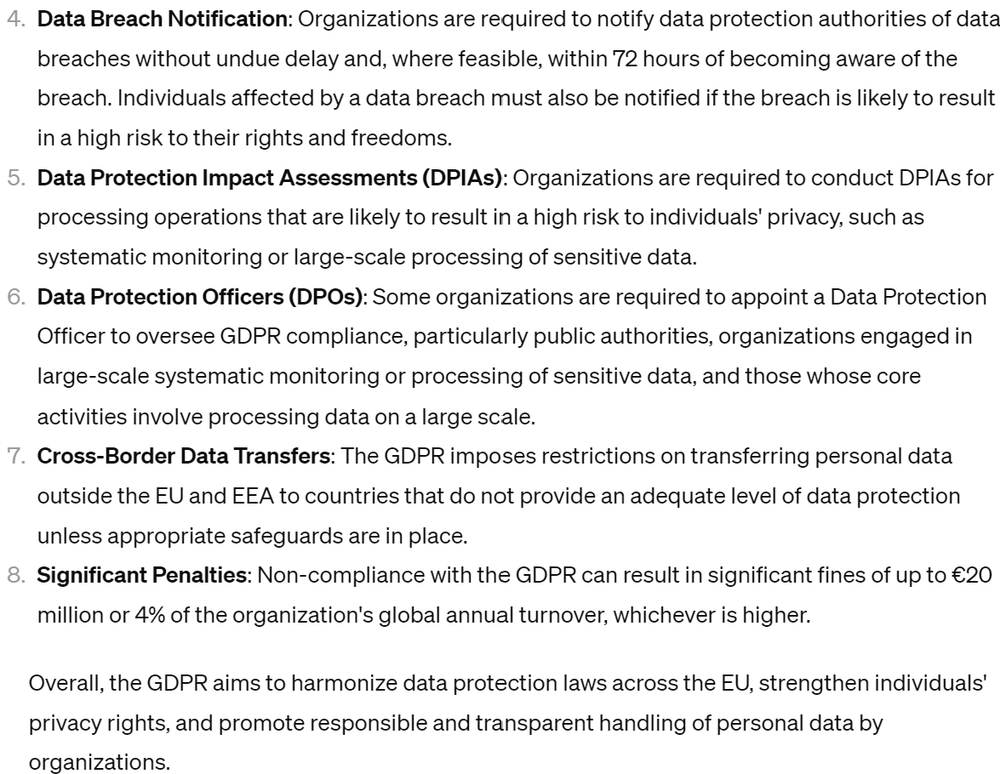 4. Data Breach Notification: Organizations are required to notify data protection authorities of data
breaches without undue delay and, where feasible, within 72 hours of becoming aware of the
breach. Individuals affected by a data breach must also be notified if the breach is likely to result
in a high risk to their rights and freedoms.
5. Data Protection Impact Assessments (DPIAs): Organizations are required to conduct DPIAs for
processing operations that are likely to result in a high risk to individuals' privacy, such as
systematic monitoring or large-scale processing of sensitive data.
6. Data Protection Officers (DPOs): Some organizations are required to appoint a Data Protection
Officer to oversee GDPR compliance, particularly public authorities, organizations engaged in
large-scale systematic monitoring or processing of sensitive data, and those whose core
activities involve processing data on a large scale.
7. Cross-Border Data Transfers: The GDPR imposes restrictions on transferring personal data
outside the EU and EEA to countries that do not provide an adequate level of data protection
unless appropriate safeguards are in place.
8. Significant Penalties: Non-compliance with the GDPR can result in significant fines of up to €20
million or 4% of the organization's global annual turnover, whichever is higher.
Overall, the GDPR aims to harmonize data protection laws across the EU, strengthen individuals'
privacy rights, and promote responsible and transparent handling of personal data by
organizations.